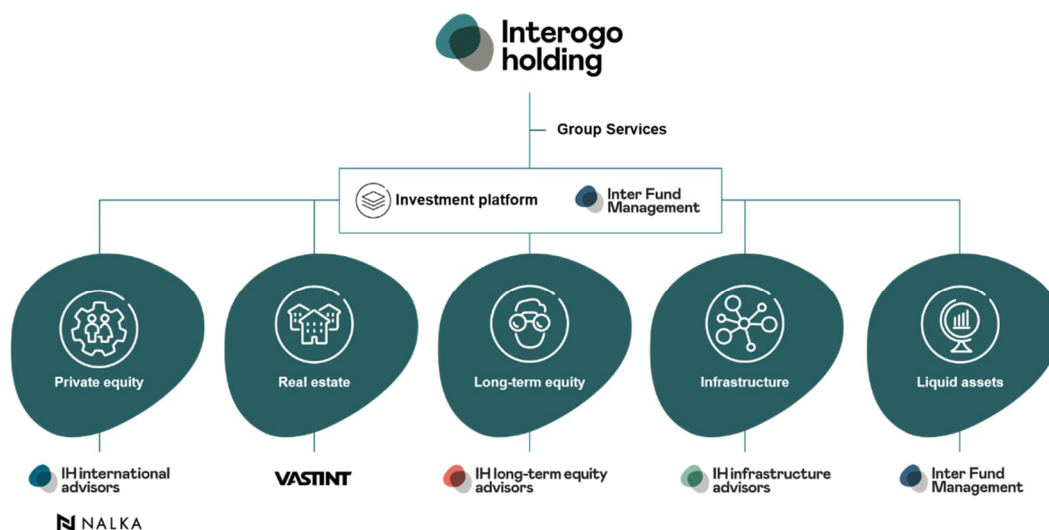 Interogo
holding
Group Services
Investment platform
Inter Fund
Management
Private equity
Real estate
Long-term equity
Infrastructure
Liquid assets
IH international
advisors
VASTINT
IH long-term equity
advisors
IH infrastructure
advisors
Inter Fund
Management
NALKA